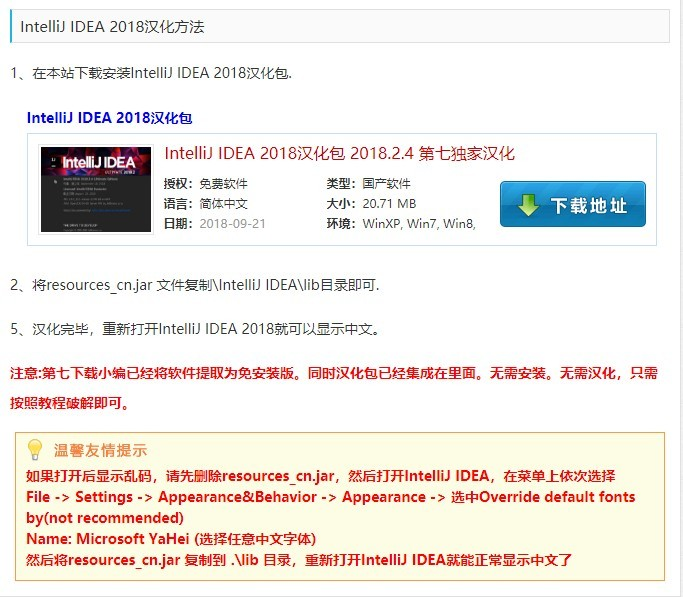 IntelliJ IDEA 2018汉化方法
1、在本站下载安装IntelliJ IDEA 2018汉化包.
IntelliJ IDEA 2018汉化包
IntelliJ IDEA
IntelliJ IDEA 2018汉化包 2018.2.4 第七独家汉化
授权：免费软件 类型：国产软件
语言：简体中文 大小：20.71 MB
日期：2018-09-21 环境：WinXP, Win7, Win8,
下载地址
2、将resources_cn.jar 文件复制\IntelliJ IDEA\lib目录即可.
5、汉化完毕，重新打开IntelliJ IDEA 2018就可以显示中文。
注意:第七下载小编已经将软件提取为免安装版。同时汉化包已经集成在里面。无需安装。无需汉化，只需
按照教程破解即可。
温馨友情提示
如果打开后显示乱码，请先删除resources_cn.jar，然后打开IntelliJ IDEA，在菜单上依次选择
File -> Settings -> Appearance&Behavior -> Appearance -> 选中Override default fonts
by(not recommended)
Name: Microsoft YaHei (选择任意中文字体)
然后将resources_cn.jar 复制到 .\lib 目录，重新打开IntelliJ IDEA就能正常显示中文了